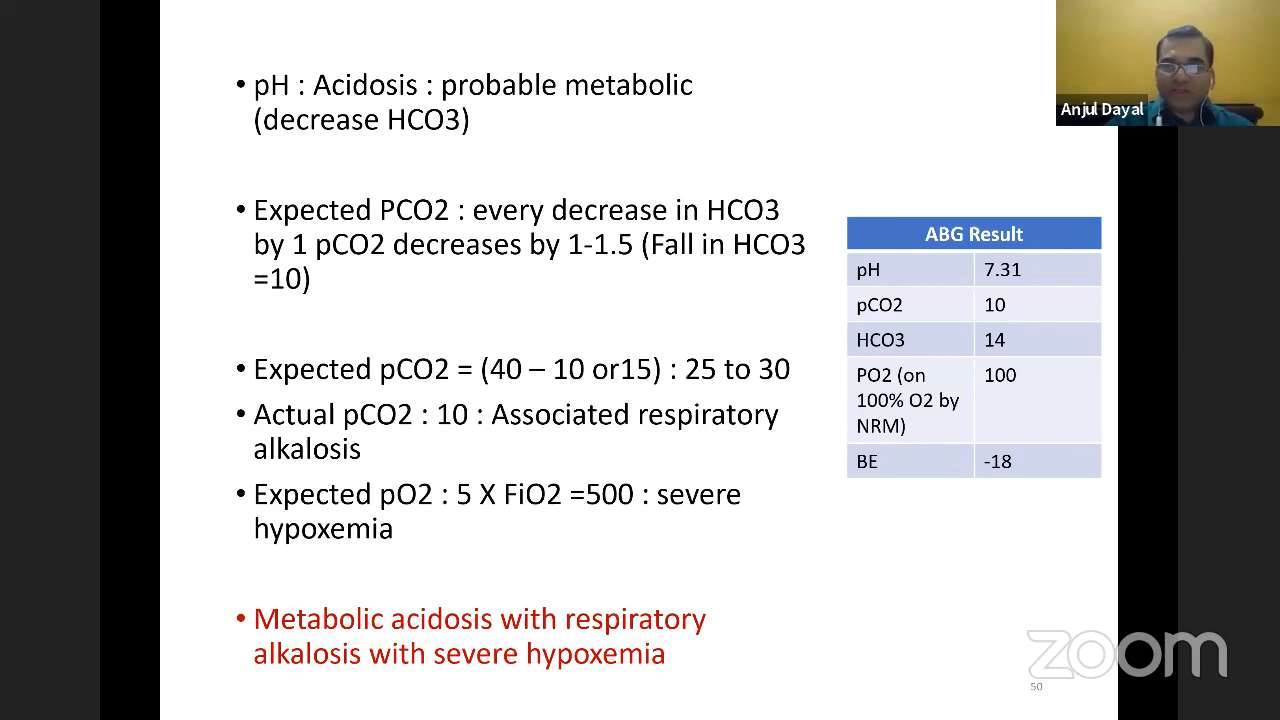 • pH : Acidosis : probable metabolic
(decrease HCO3)
• Expected PCO2 : every decrease in HCO3
by 1 pCO2 decreases by 1-1.5 (Fall in HCO3
=10)
• Expected pCO2 = (40 – 10 or15) : 25 to 30
• Actual pCO2 : 10 : Associated respiratory
alkalosis
• Expected pO2 : 5 X FiO2 =500 : severe
hypoxemia
• Metabolic acidosis with respiratory
alkalosis with severe hypoxemia
ABG Result
pH 7.31
pCO2 10
HCO3 14
PO2 (on 100
100% O2 by
NRM)
BE -18
Anjul Dayal
zoom
50